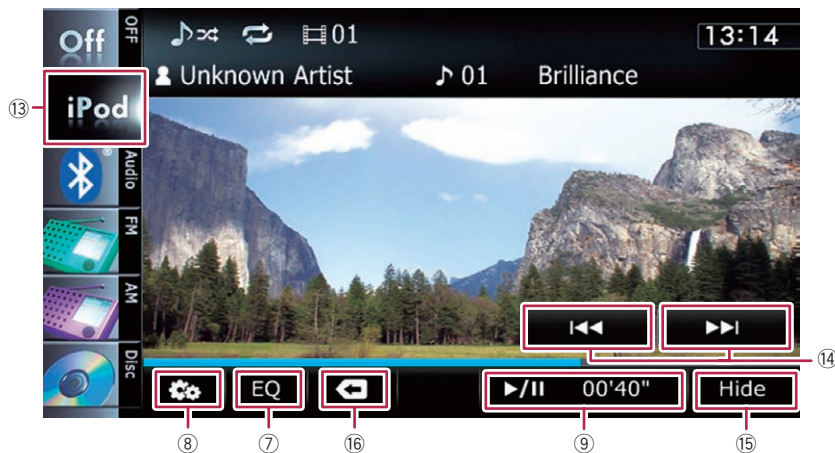 Off
OFF
01
13:14
Unknown Artist
01
Brilliance
⑬
iPod
Audio
FM
AM
Disc
⑭
EQ
00'40"
Hide
⑧
⑦
⑯
⑨
⑮